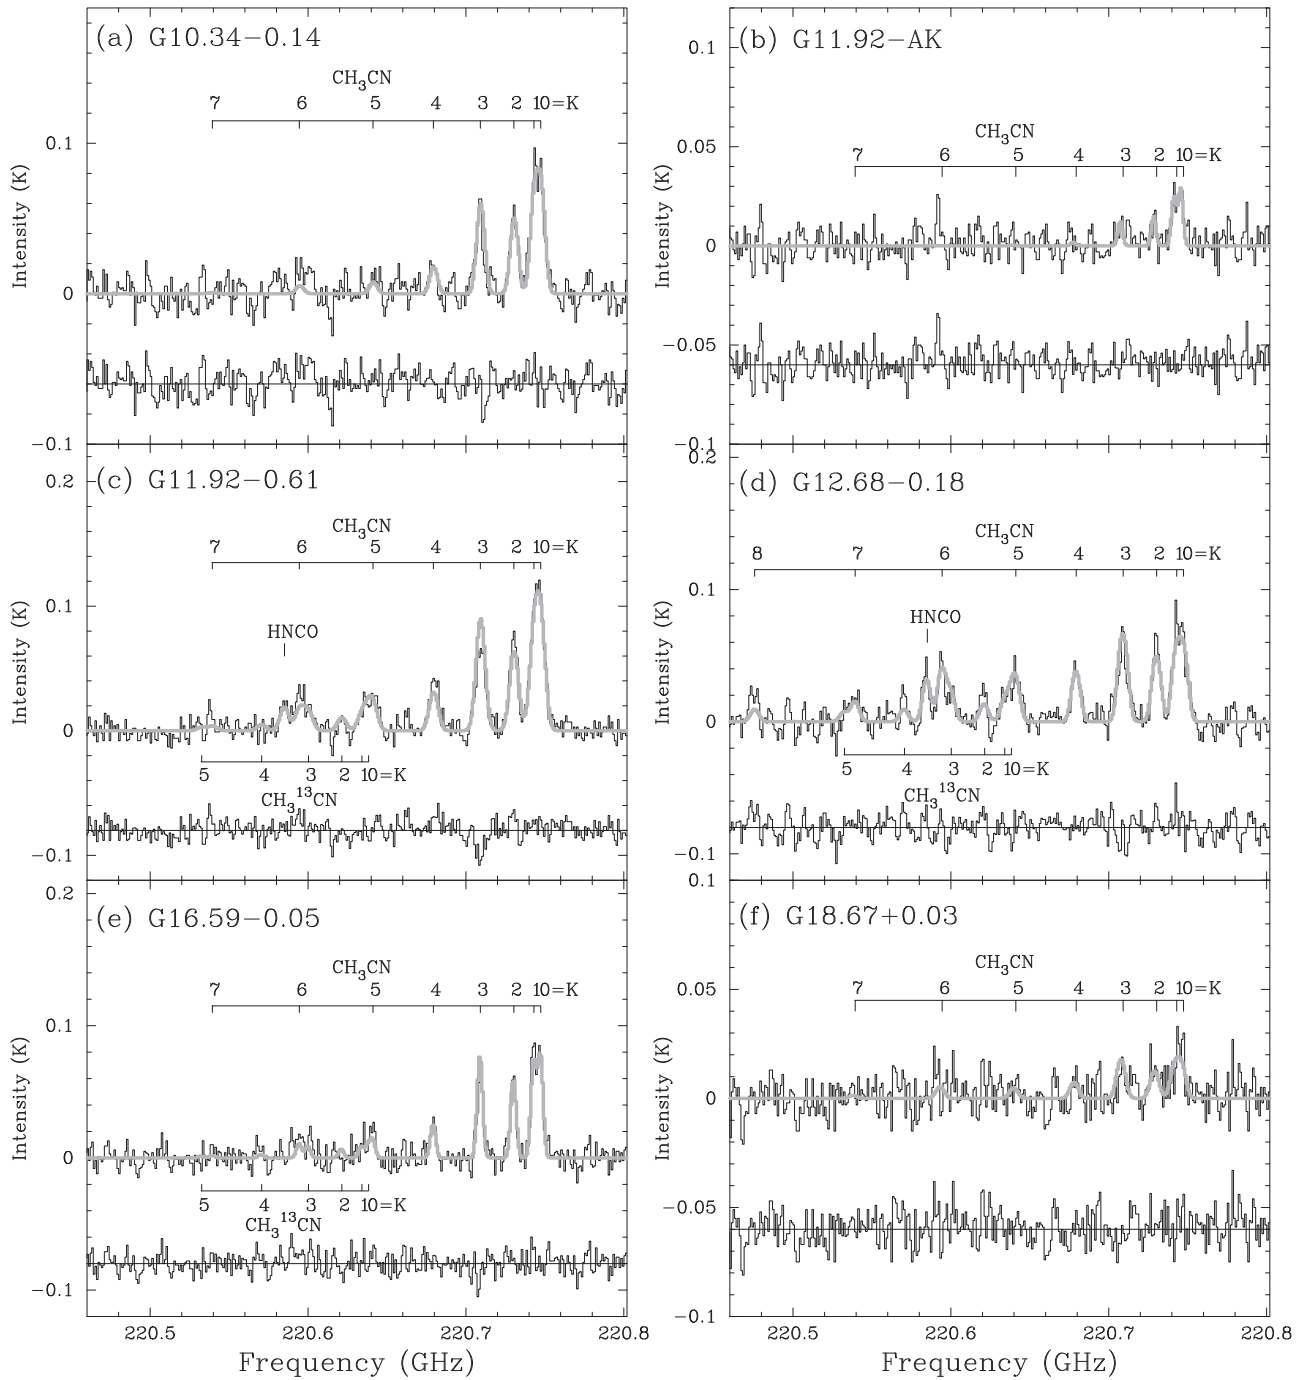 (a) G10.34−0.14
CH3CN
7 6 5 4 3 2 10=K
0.1
0
−0.1
Intensity (K)
(b) G11.92−AK
CH3CN
7 6 5 4 3 2 10=K
0.1
0.05
0
−0.05
−0.1
Intensity (K)
(c) G11.92−0.61
CH3CN
7 6 5 4 3 2 10=K
HNCO
5 4 3 2 10=K
CH3 13CN
0.2
0.1
0
−0.1
Intensity (K)
(d) G12.68−0.18
CH3CN
8 7 6 5 4 3 2 10=K
HNCO
5 4 3 2 10=K
CH3 13CN
0.2
0.1
0
−0.1
Intensity (K)
(e) G16.59−0.05
CH3CN
7 6 5 4 3 2 10=K
5 4 3 2 10=K
CH3 13CN
0.2
0.1
0
−0.1
Intensity (K)
220.5 220.6 220.7 220.8
Frequency (GHz)
(f) G18.67+0.03
CH3CN
7 6 5 4 3 2 10=K
0.1
0.05
0
−0.05
−0.1
Intensity (K)
220.5 220.6 220.7 220.8
Frequency (GHz)